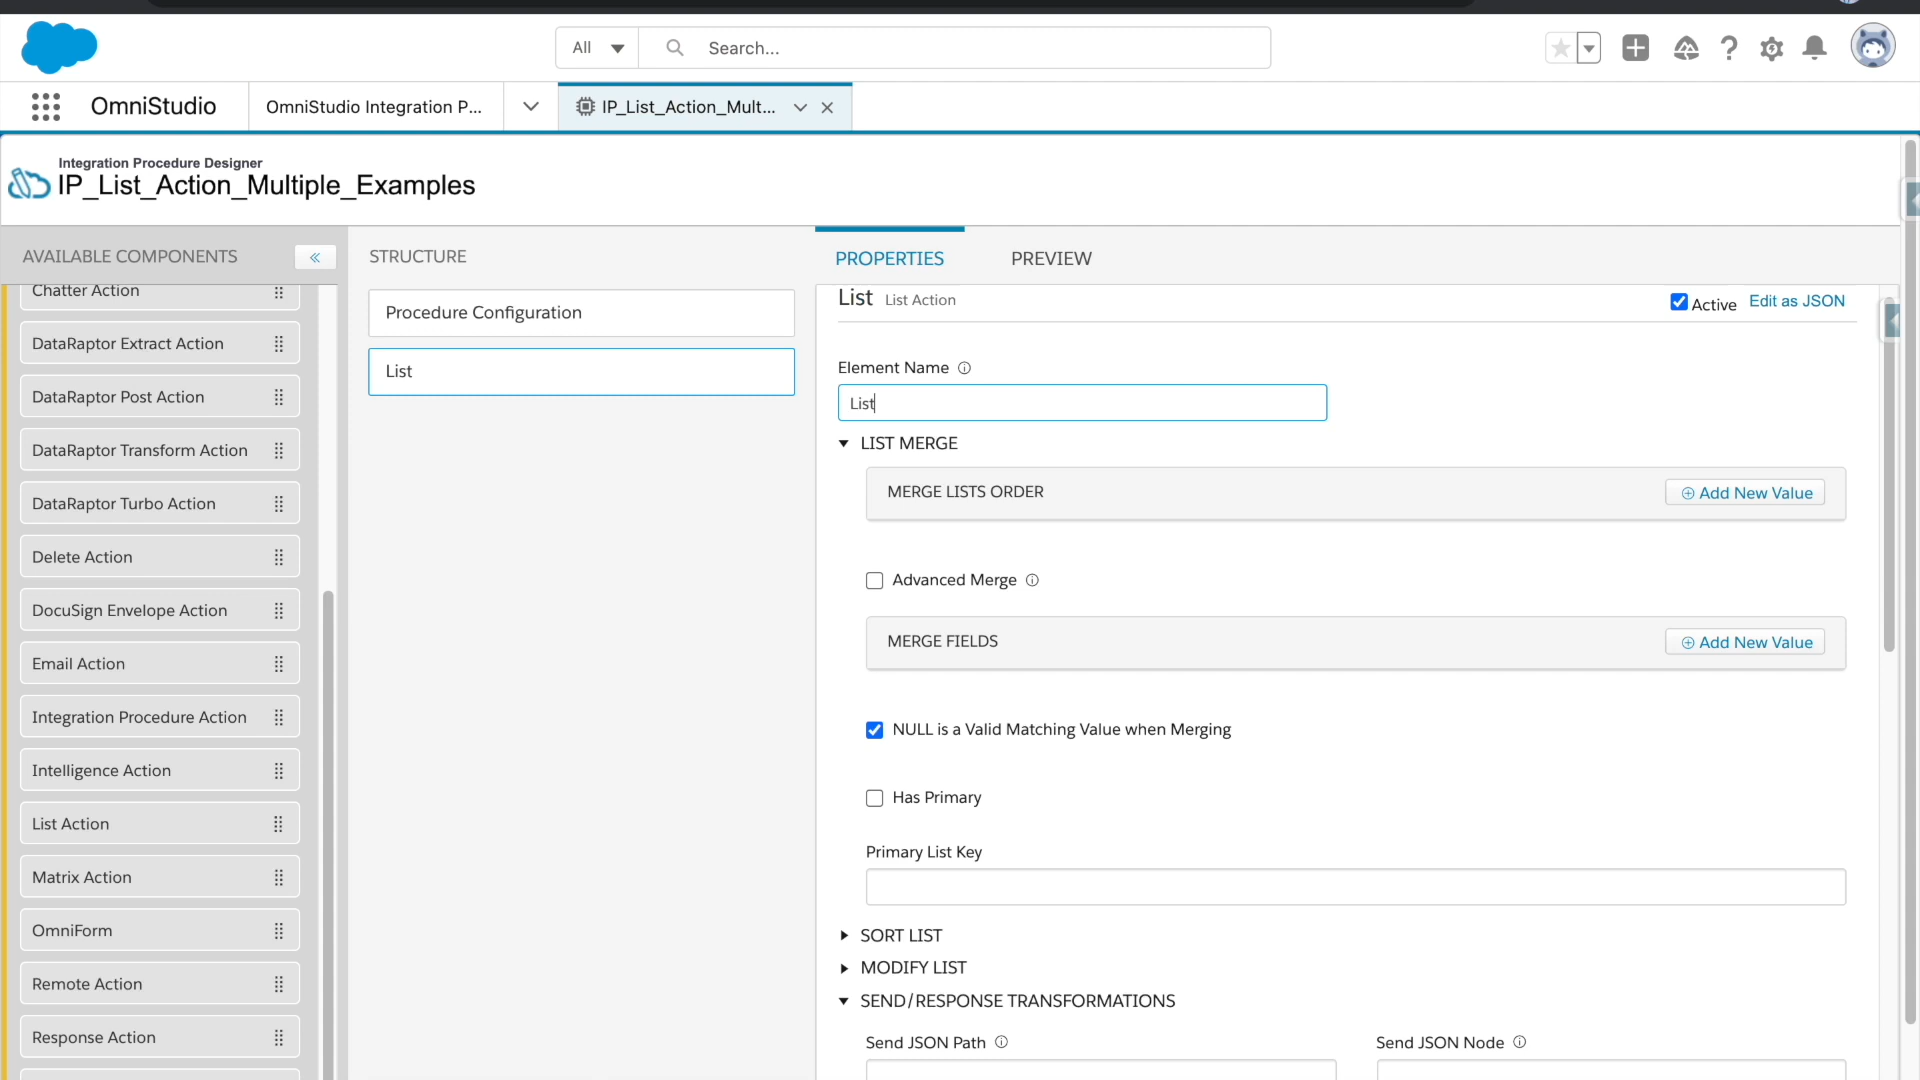 All
Search...
OmniStudio
OmniStudio Integration P...
IP_List_Action_Mult...
Integration Procedure Designer
IP_List_Action_Multiple_Examples
AVAILABLE COMPONENTS
Chatter Action
DataRaptor Extract Action
DataRaptor Post Action
DataRaptor Transform Action
DataRaptor Turbo Action
Delete Action
DocuSign Envelope Action
Email Action
Integration Procedure Action
Intelligence Action
List Action
Matrix Action
OmniForm
Remote Action
Response Action
STRUCTURE
Procedure Configuration
List
PROPERTIES
PREVIEW
List List Action
Active
Edit as JSON
Element Name
List
LIST MERGE
MERGE LISTS ORDER
Add New Value
Advanced Merge
MERGE FIELDS
Add New Value
NULL is a Valid Matching Value when Merging
Has Primary
Primary List Key
SORT LIST
MODIFY LIST
SEND/RESPONSE TRANSFORMATIONS
Send JSON Path
Send JSON Node